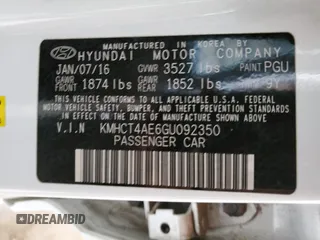 MANUFACTURED IN KOREA BY
HYUNDAI MOTOR COMPANY
JAN/07/16 GVWR 3527 lbs PAINT PGU
GAWR FRONT 1874 lbs GAWR REAR 1852 lbs TRIM 9Y
THIS VEHICLE CONFORMS TO ALL APPLICABLE
FEDERAL MOTOR VEHICLE SAFETY, BUMPER, AND
THEFT PREVENTION STANDARDS IN EFFECT ON
THE DATE OF MANUFACTURE SHOWN ABOVE.
V.I.N KMHCT4AE6GU092350
PASSENGER CAR
DREAMBID